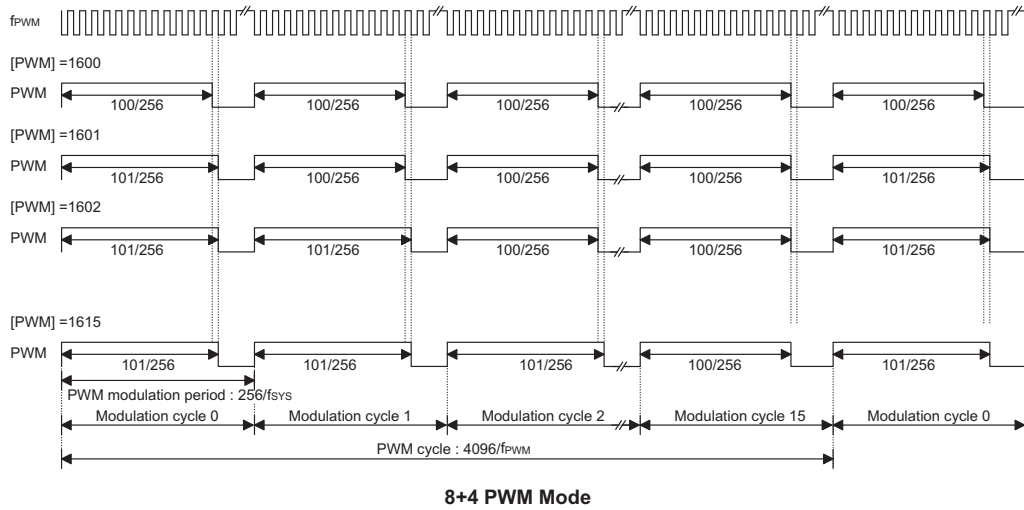 fPWM
[PWM] =1600
PWM 100/256 100/256 100/256 100/256 100/256
[PWM] =1601
PWM 101/256 100/256 100/256 100/256 101/256
[PWM] =1602
PWM 101/256 101/256 100/256 100/256 101/256
[PWM] =1615
PWM 101/256 101/256 101/256 100/256 101/256
PWM modulation period : 256/fSYS
Modulation cycle 0 Modulation cycle 1 Modulation cycle 2 Modulation cycle 15 Modulation cycle 0
PWM cycle : 4096/fPWM
8+4 PWM Mode